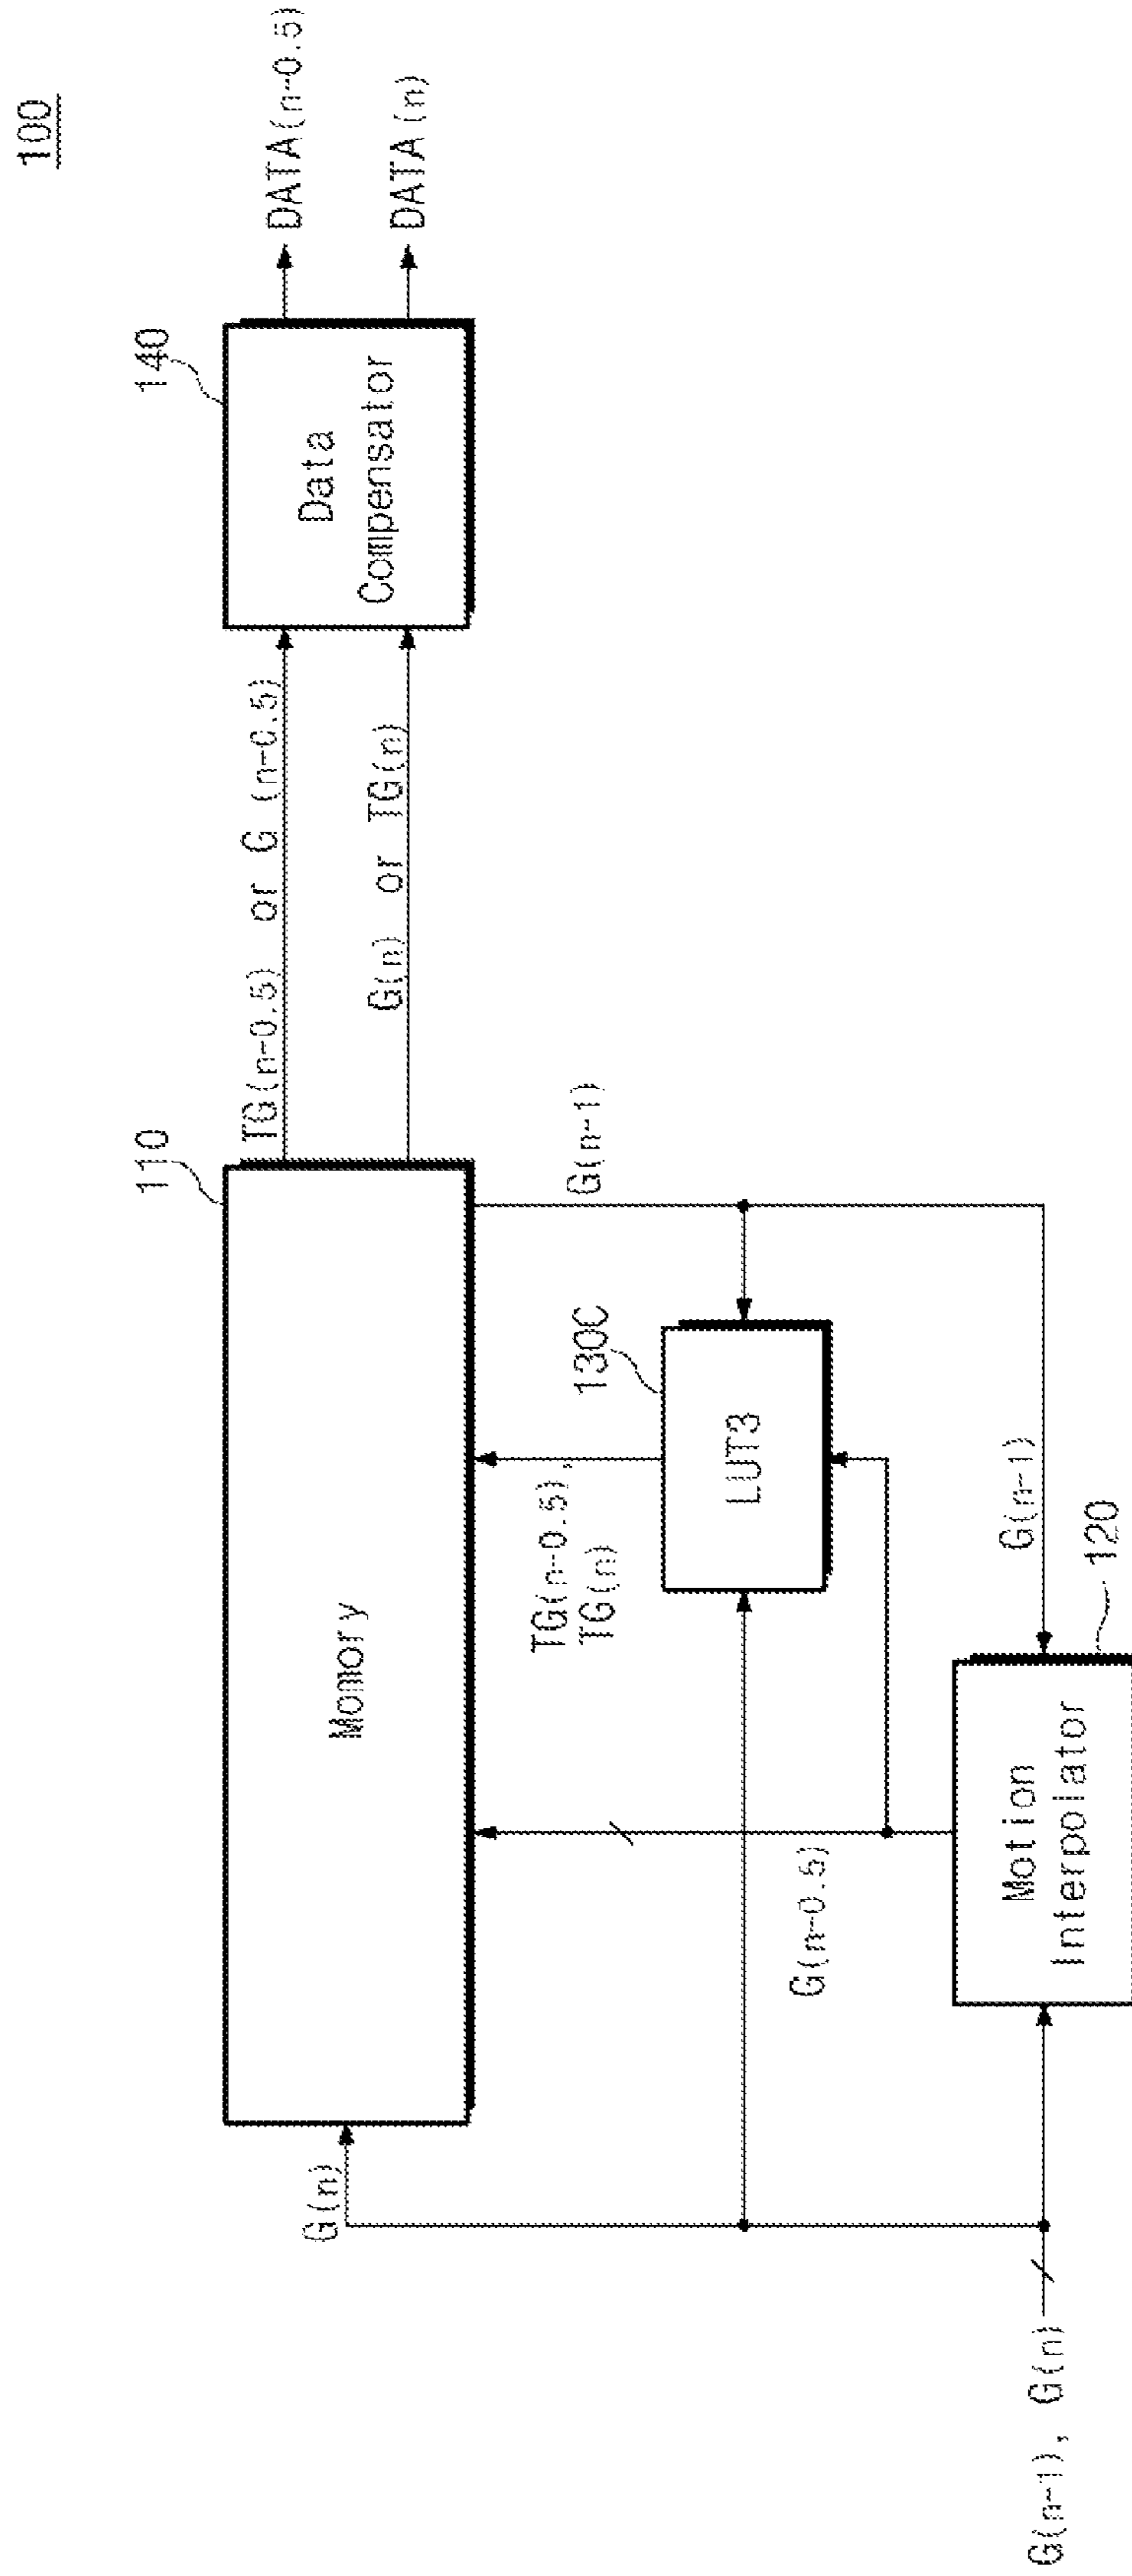 100
110
140
Momory
TG(n-0.5) or G (n-0.5)
G(n) or TG(n)
Data
Compensator
DATA(n-0.5)
DATA(n)
G(n)
TG(n-0.5),
TG(n)
G(n-1)
130C
LUT3
G(n-0.5)
G(n-1)
120
Motion
Interpolator
G(n-1), G(n)